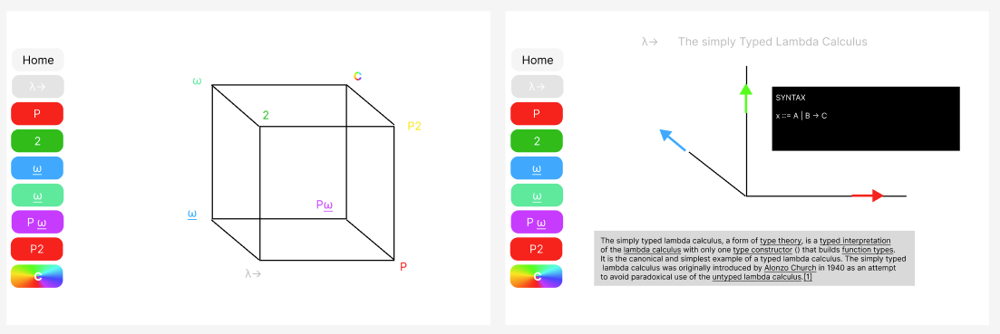 Home
λ→
P
2
ω
ω
P ω
P2
C
ω
C
2
P2
Pω
ω
λ→
P
Home
λ→
P
2
ω
ω
P ω
P2
C
λ→ The simply Typed Lambda Calculus
SYNTAX
x ::= A | B → C
The simply typed lambda calculus, a form of type theory, is a typed interpretation
of the lambda calculus with only one type constructor () that builds function types.
It is the canonical and simplest example of a typed lambda calculus. The simply typed
lambda calculus was originally introduced by Alonzo Church in 1940 as an attempt
to avoid paradoxical use of the untyped lambda calculus.[1]